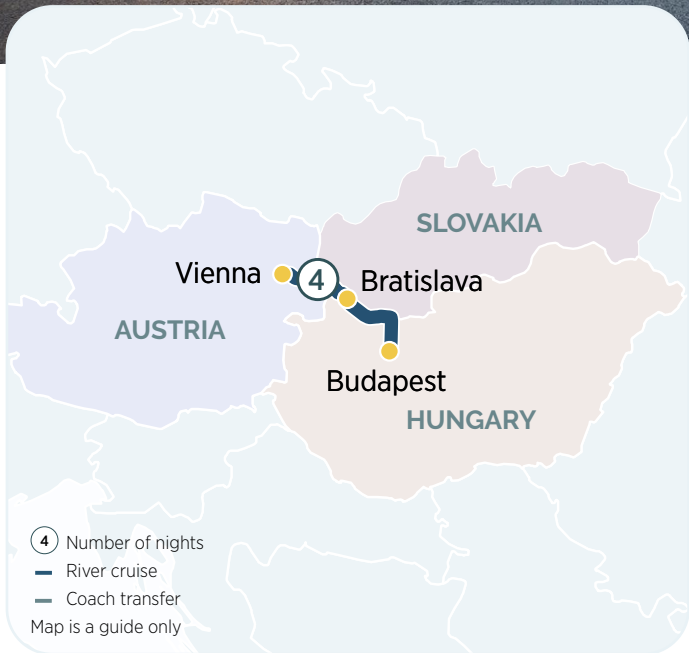 SLOVAKIA
Vienna
4
Bratislava
AUSTRIA
Budapest
HUNGARY
4 Number of nights
River cruise
Coach transfer
Map is a guide only